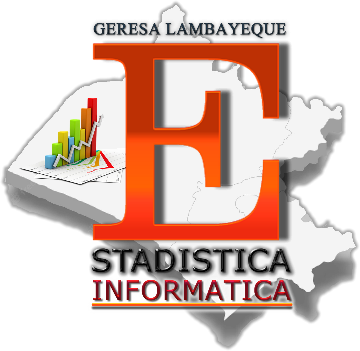 GERESA LAMBAYEQUE
E
STADISTICA
INFORMATICA